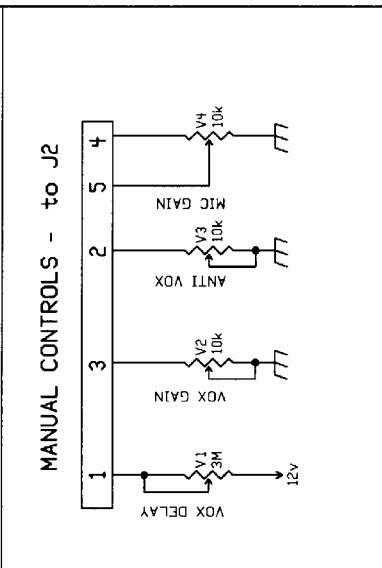 MANUAL CONTROLS - to J2
1 3 2 5 4
VOX DELAY
V1
3M
12v
VOX GAIN
V2
10k
ANTI VOX
V3
10k
MIC GAIN
V4
10k